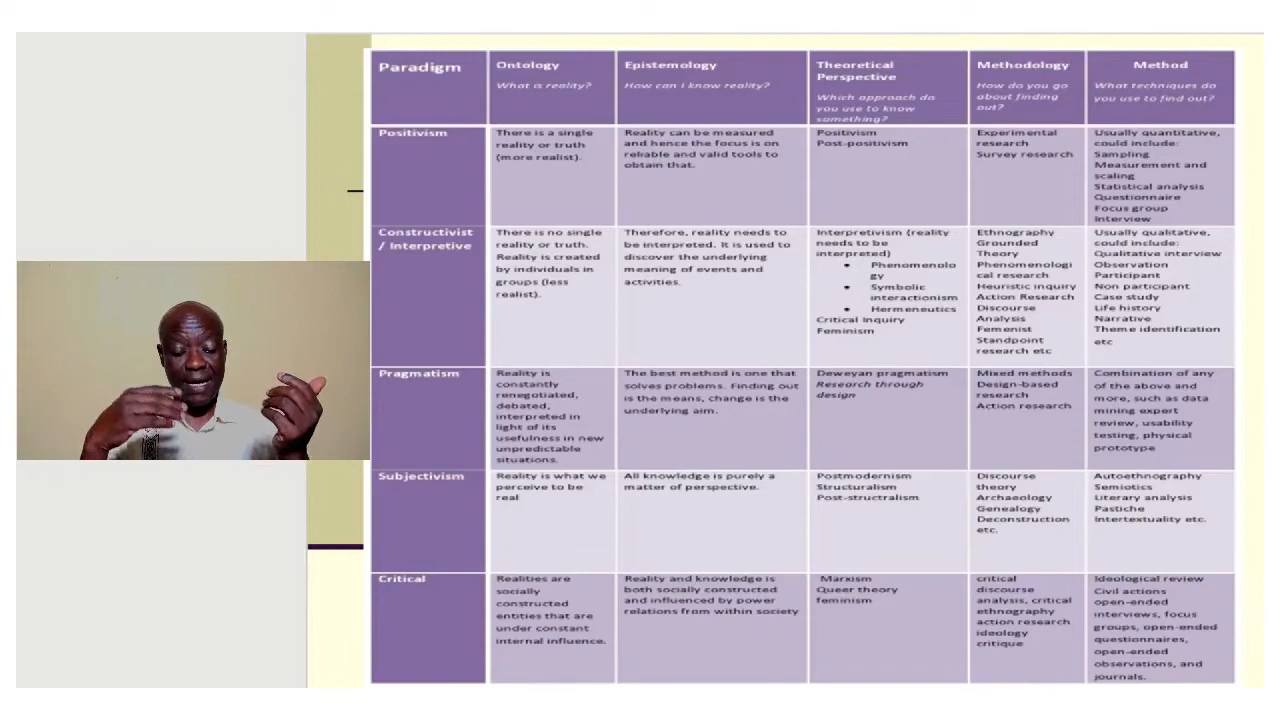 Paradigm
Ontology
What is reality?
Epistemology
How can I know reality?
Theoretical
Perspective
Which approach do
you use to know
something?
Methodology
How do you go
about finding
out?
Method
What techniques do
you use to find out?
Positivism
There is a single
reality or truth
(more realist).
Reality can be measured
and hence the focus is on
reliable and valid tools to
obtain that.
Positivism
Post-positivism
Experimental
research
Survey research
Usually quantitative,
could include:
Sampling
Measurement and
scaling
Statistical analysis
Questionnaire
Focus group
Interview
Constructivist
/ Interpretive
There is no single
reality or truth.
Reality is created
by individuals in
groups (less
realist).
Therefore, reality needs to
be interpreted. It is used to
discover the underlying
meaning of events and
activities.
Interpretivism (reality
needs to be
interpreted)
• Phenomenolo
gy
• Symbolic
interactionism
• Hermeneutics
Critical Inquiry
Feminism
Ethnography
Grounded
Theory
Phenomenologi
cal research
Heuristic inquiry
Action Research
Discourse
Analysis
Femenist
Standpoint
research etc
Usually qualitative,
could include:
Qualitative interview
Observation
Participant
Non participant
Case study
Life history
Narrative
Theme identification
etc
Pragmatism
Reality is
constantly
renegotiated,
debated,
interpreted in
light of its
usefulness in new
unpredictable
situations.
The best method is one that
solves problems. Finding out
is the means, change is the
underlying aim.
Deweyan pragmatism
Research through
design
Mixed methods
Design-based
research
Action research
Combination of any
of the above and
more, such as data
mining expert
review, usability
testing, physical
prototype
Subjectivism
Reality is what we
perceive to be
real
All knowledge is purely a
matter of perspective.
Postmodernism
Structuralism
Post-structralism
Discourse
theory
Archaeology
Genealogy
Deconstruction
etc.
Autoethnography
Semiotics
Literary analysis
Pastiche
Intertextuality etc.
Critical
Realities are
socially
constructed
entities that are
under constant
internal influence.
Reality and knowledge is
both socially constructed
and influenced by power
relations from within society
Marxism
Queer theory
feminism
critical
discourse
analysis, critical
ethnography
action research
ideology
critique
Ideological review
Civil actions
open-ended
interviews, focus
groups, open-ended
questionnaires,
open-ended
observations, and
journals.